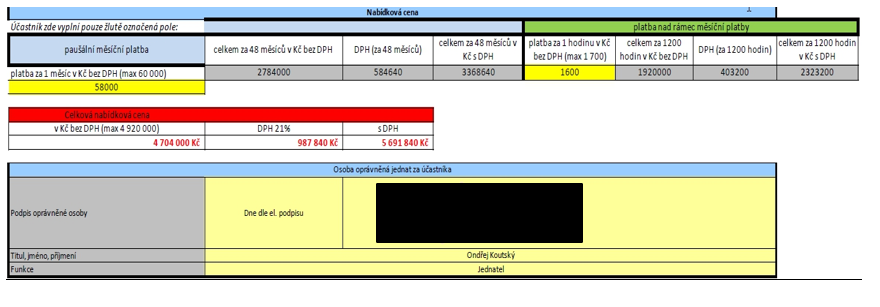 Nabídková cena
Účastník zde vyplní pouze žlutě označená pole:
platba nad rámec měsíční platby
paušální měsíční platba
celkem za 48 měsíců v Kč bez DPH
DPH (za 48 měsíců)
celkem za 48 měsíců v Kč s DPH
platba za 1 hodinu v Kč bez DPH (max 1 700)
celkem za 1200 hodin v Kč bez DPH
DPH (za 1200 hodin)
celkem za 1200 hodin v Kč s DPH
platba za 1 měsíc v Kč bez DPH (max 60 000)
2784000
584640
3368640
1600
1920000
403200
2323200
58000
Celková nabídková cena
v Kč bez DPH (max 4 920 000)
DPH 21%
s DPH
4 704 000 Kč
987 840 Kč
5 691 840 Kč
Osoba oprávněná jednat za účastníka
Podpis oprávněné osoby
Dne dle el. podpisu
Titul, jméno, příjmení
Ondřej Koutský
Funkce
Jednatel